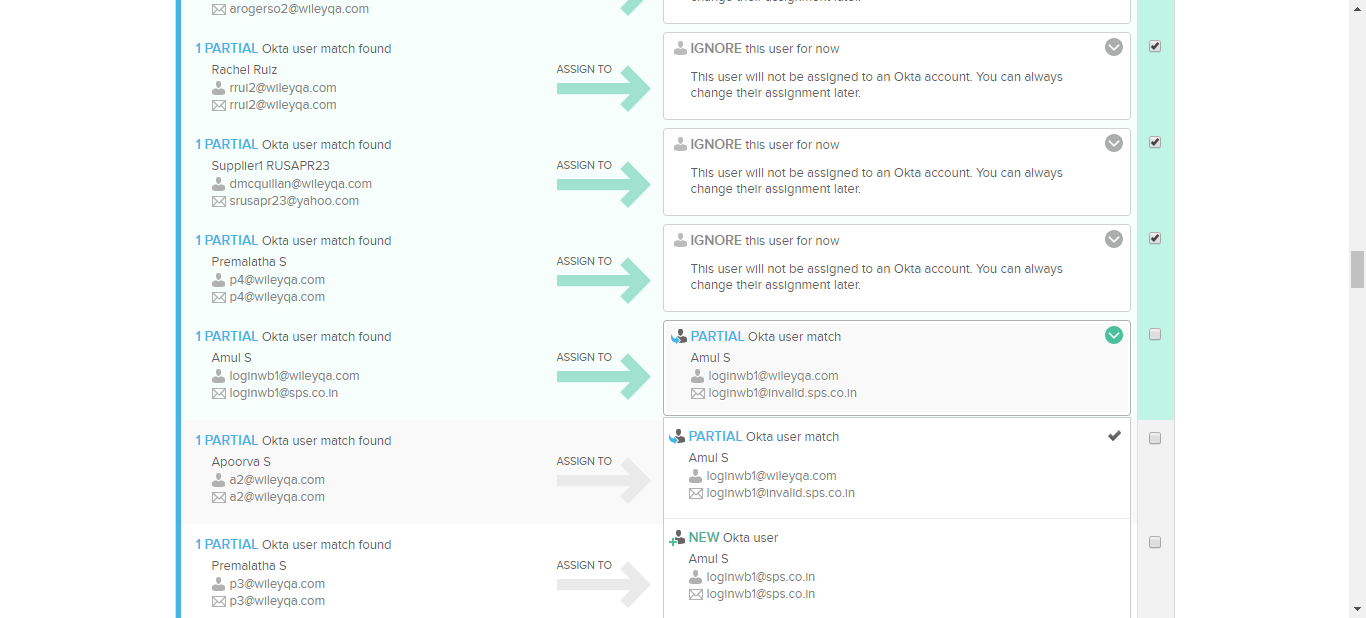 arogerso2@wileyqa.com
change their assignment later.
1 PARTIAL Okta user match found
Rachel Ruiz
rrui2@wileyqa.com
rrui2@wileyqa.com
ASSIGN TO
IGNORE this user for now
This user will not be assigned to an Okta account. You can always
change their assignment later.
1 PARTIAL Okta user match found
Supplier1 RUSAPR23
dmcquillan@wileyqa.com
srusapr23@yahoo.com
ASSIGN TO
IGNORE this user for now
This user will not be assigned to an Okta account. You can always
change their assignment later.
1 PARTIAL Okta user match found
Premalatha S
p4@wileyqa.com
p4@wileyqa.com
ASSIGN TO
IGNORE this user for now
This user will not be assigned to an Okta account. You can always
change their assignment later.
1 PARTIAL Okta user match found
Amul S
loginwb1@wileyqa.com
loginwb1@sps.co.in
ASSIGN TO
PARTIAL Okta user match
Amul S
loginwb1@wileyqa.com
loginwb1@invalid.sps.co.in
1 PARTIAL Okta user match found
Apoorva S
a2@wileyqa.com
a2@wileyqa.com
ASSIGN TO
PARTIAL Okta user match
Amul S
loginwb1@wileyqa.com
loginwb1@invalid.sps.co.in
1 PARTIAL Okta user match found
Premalatha S
p3@wileyqa.com
p3@wileyqa.com
ASSIGN TO
NEW Okta user
Amul S
loginwb1@sps.co.in
loginwb1@sps.co.in